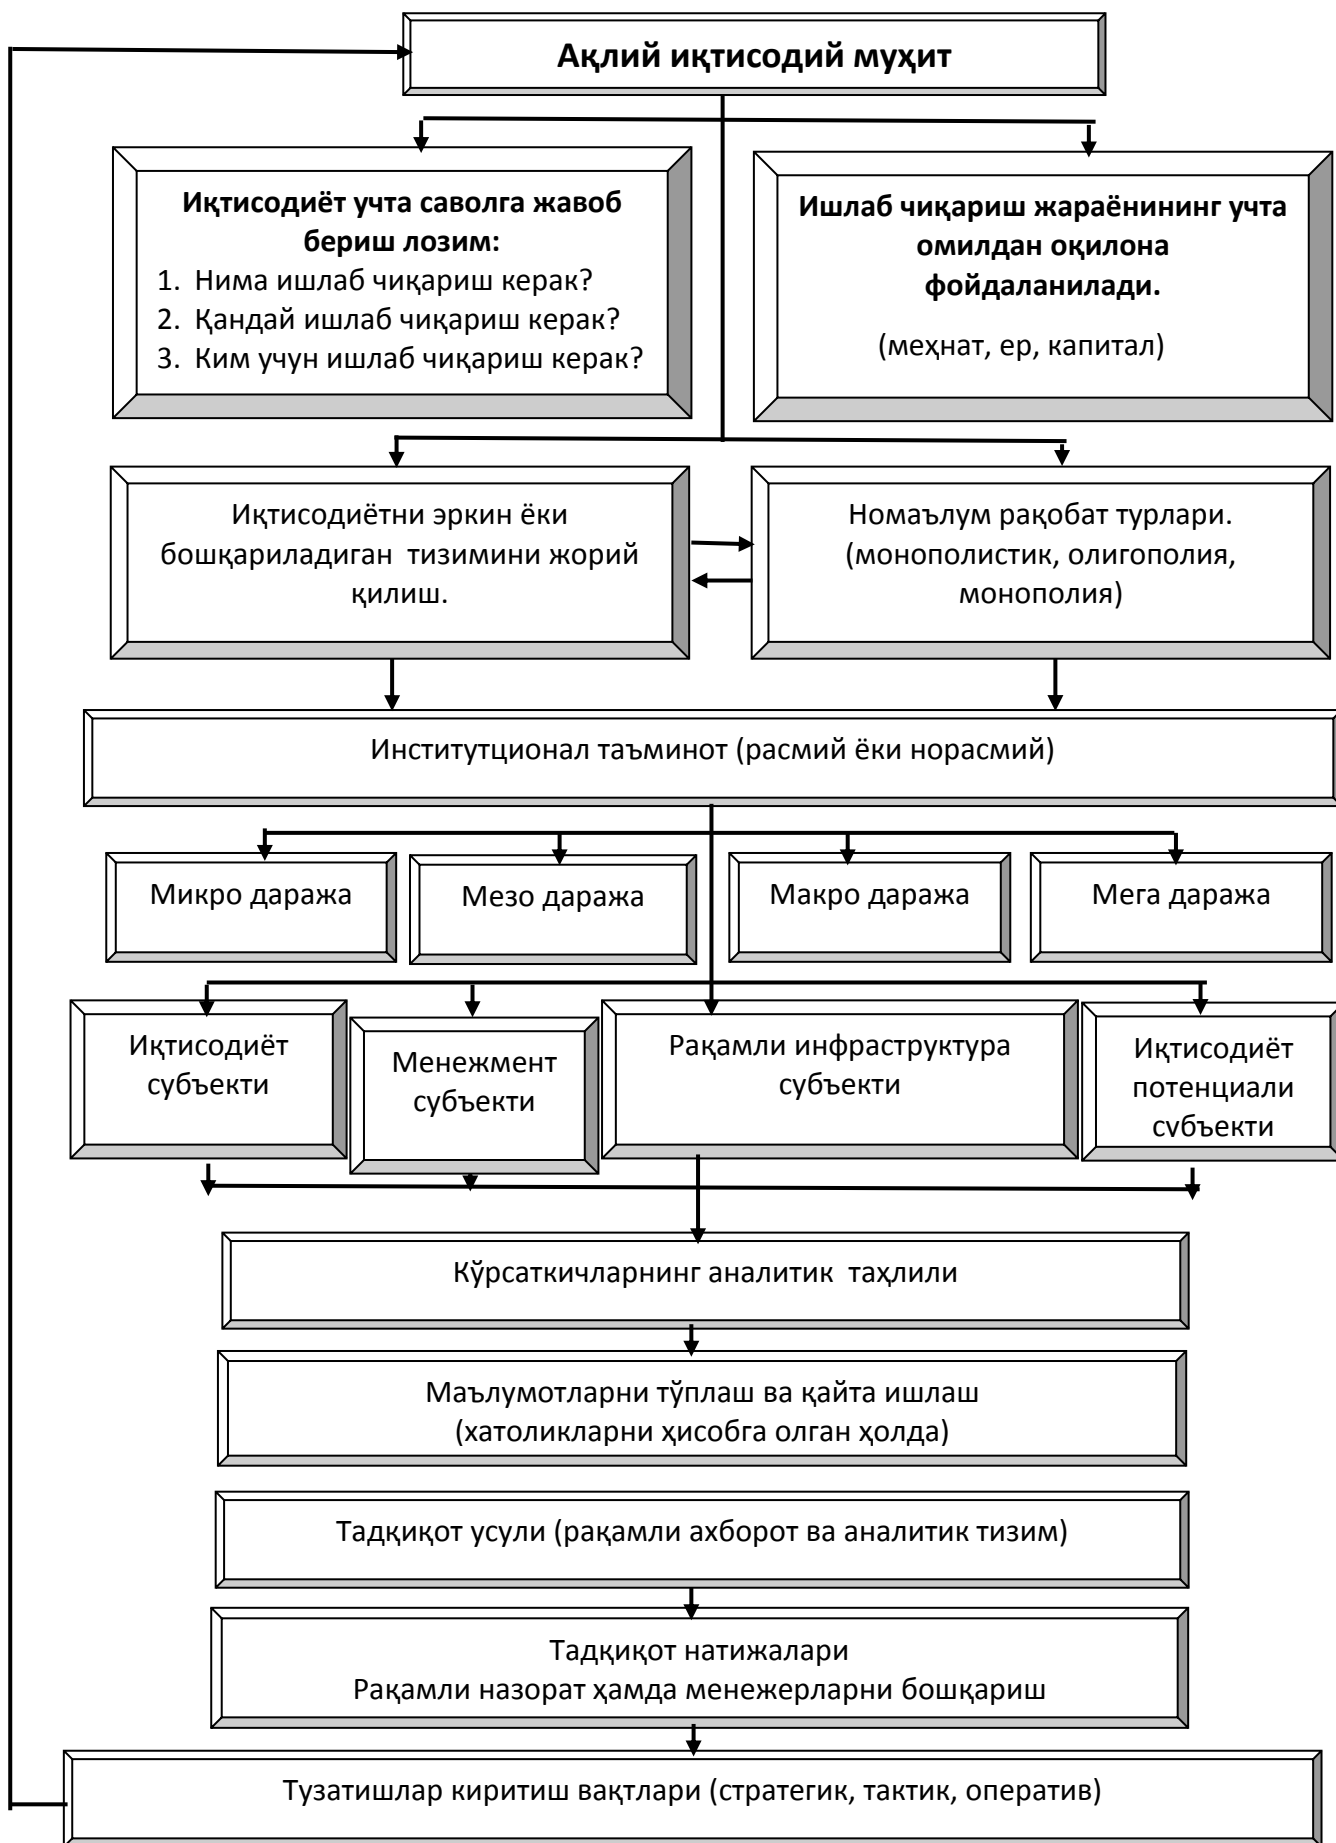 Ақлий иқтисодий муҳит
Иқтисодиёт учта саволга жавоб
бериш лозим:
1. Нима ишлаб чиқариш керак?
2. Қандай ишлаб чиқариш керак?
3. Ким учун ишлаб чиқариш керак?
Ишлаб чиқариш жараёнининг учта
омилдан оқилона
фойдаланилади.
(меҳнат, ер, капитал)
Иқтисодиётни эркин ёки
бошқариладиган тизимини жорий
қилиш.
Номаълум рақобат турлари.
(монополистик, олигополия,
монополия)
Институтционал таъминот (расмий ёки норасмий)
Микро даража
Мезо даража
Макро даража
Мега даража
Иқтисодиёт
субъекти
Менежмент
субъекти
Рақамли инфраструктура
субъекти
Иқтисодиёт
потенциали
субъекти
Кўрсаткичларнинг аналитик таҳлили
Маълумотларни тўплаш ва қайта ишлаш
(хатоликларни ҳисобга олган ҳолда)
Тадқиқот усули (рақамли ахборот ва аналитик тизим)
Тадқиқот натижалари
Рақамли назорат ҳамда менежерларни бошқариш
Тузатишлар киритиш вақтлари (стратегик, тактик, оператив)